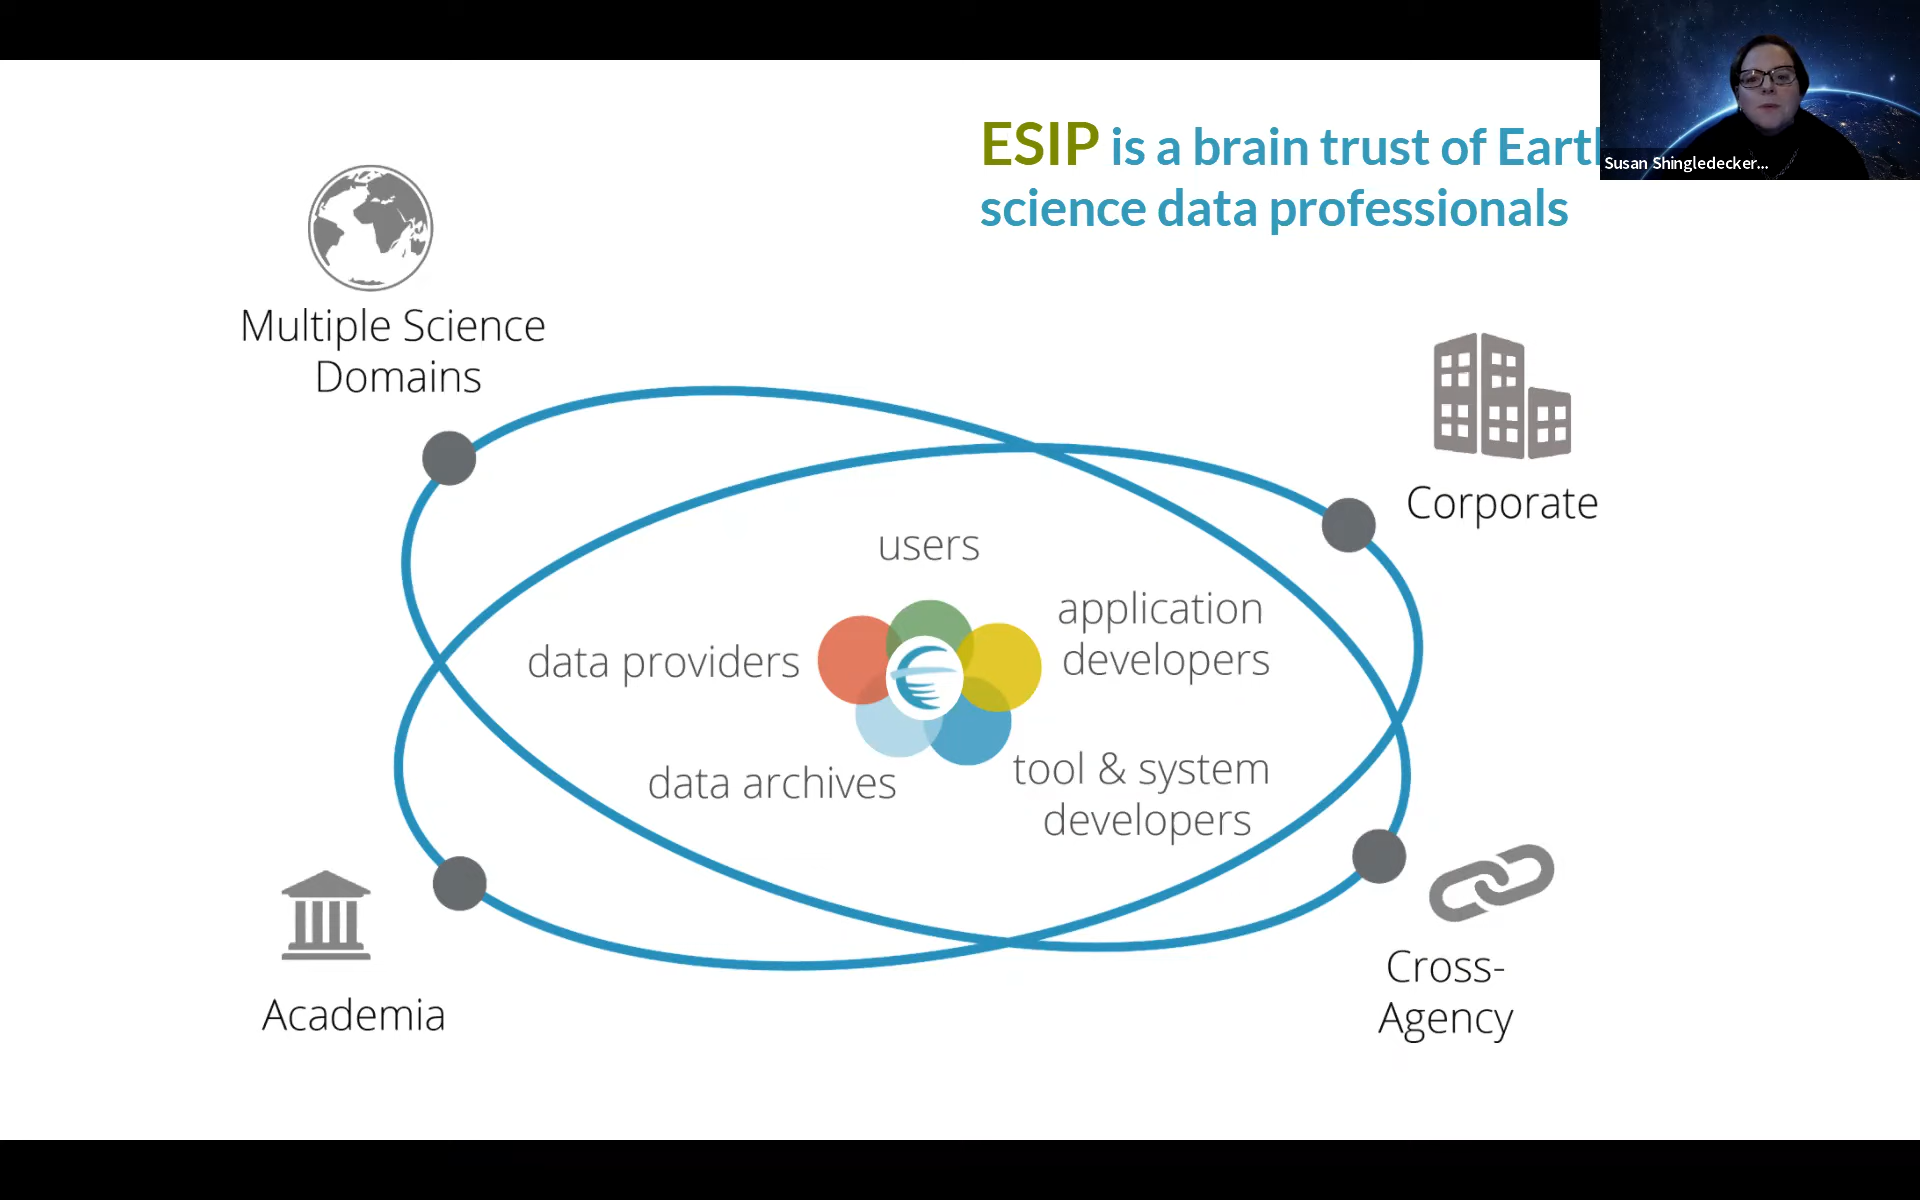 ESIP is a brain trust of Eart
science data professionals
Susan Shingledecker...
Multiple Science
Domains
Corporate
users
application
developers
data providers
data archives
tool & system
developers
Academia
Cross-
Agency